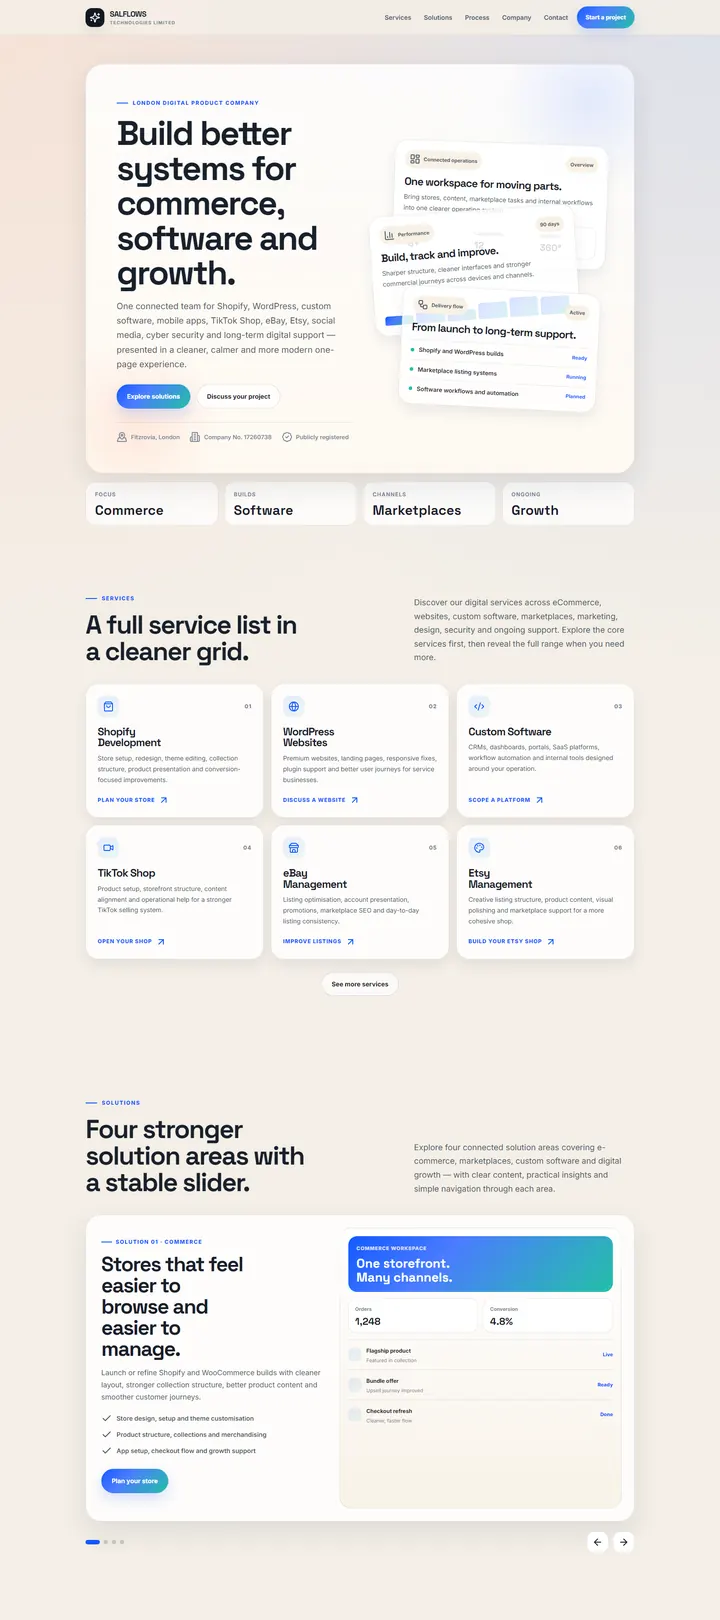 SALFLOWS
TECHNOLOGIES LIMITED
Services
Solutions
Process
Company
Contact
Start a project
LONDON DIGITAL PRODUCT COMPANY
Build better
systems for
commerce,
software and
growth.
One connected team for Shopify, WordPress, custom
software, mobile apps, TikTok Shop, eBay, Etsy, social
media, cyber security and long-term digital support —
presented in a cleaner, calmer and more modern one-
page experience.
Explore solutions
Discuss your project
Fitzrovia, London
Company No. 17260738
Publicly registered
Connected operations
Overview
One workspace for moving parts.
Bring stores, content, marketplace tasks and internal workflows
into one clearer operating
Performance
90 days
12
360°
Build, track and improve.
Sharper structure, cleaner interfaces and stronger
commercial journeys across devices and channels.
Delivery flow
Active
From launch to long-term support.
Shopify and WordPress builds
Ready
Marketplace listing systems
Running
Software workflows and automation
Planned
FOCUS
Commerce
BUILDS
Software
CHANNELS
Marketplaces
ONGOING
Growth
SERVICES
A full service list in
a cleaner grid.
Discover our digital services across eCommerce,
websites, custom software, marketplaces, marketing,
design, security and ongoing support. Explore the core
services first, then reveal the full range when you need
more.
01
Shopify
Development
Store setup, redesign, theme editing, collection
structure, product presentation and conversion-
focused improvements.
PLAN YOUR STORE
02
WordPress
Websites
Premium websites, landing pages, responsive fixes,
plugin support and better user journeys for service
businesses.
DISCUSS A WEBSITE
03
Custom Software
CRMs, dashboards, portals, SaaS platforms,
workflow automation and internal tools designed
around your operation.
SCOPE A PLATFORM
04
TikTok Shop
Product setup, storefront structure, content
alignment and operational help for a stronger
TikTok selling system.
OPEN YOUR SHOP
05
eBay
Management
Listing optimisation, account presentation,
promotions, marketplace SEO and day-to-day
listing consistency.
IMPROVE LISTINGS
06
Etsy
Management
Creative listing structure, product content, visual
polishing and marketplace support for a more
cohesive shop.
BUILD YOUR ETSY SHOP
See more services
SOLUTIONS
Four stronger
solution areas with
a stable slider.
Explore four connected solution areas covering e-
commerce, marketplaces, custom software and digital
growth — with clear content, practical insights and
simple navigation through each area.
SOLUTION 01 · COMMERCE
Stores that feel
easier to
browse and
easier to
manage.
Launch or refine Shopify and WooCommerce builds with cleaner
layout, stronger collection structure, better product content and
smoother customer journeys.
Store design, setup and theme customisation
Product structure, collections and merchandising
App setup, checkout flow and growth support
Plan your store
COMMERCE WORKSPACE
One storefront.
Many channels.
Orders
1,248
Conversion
4.8%
Flagship product
Featured in collection
Live
Bundle offer
Upsell journey improved
Ready
Checkout refresh
Cleaner, faster flow
Done